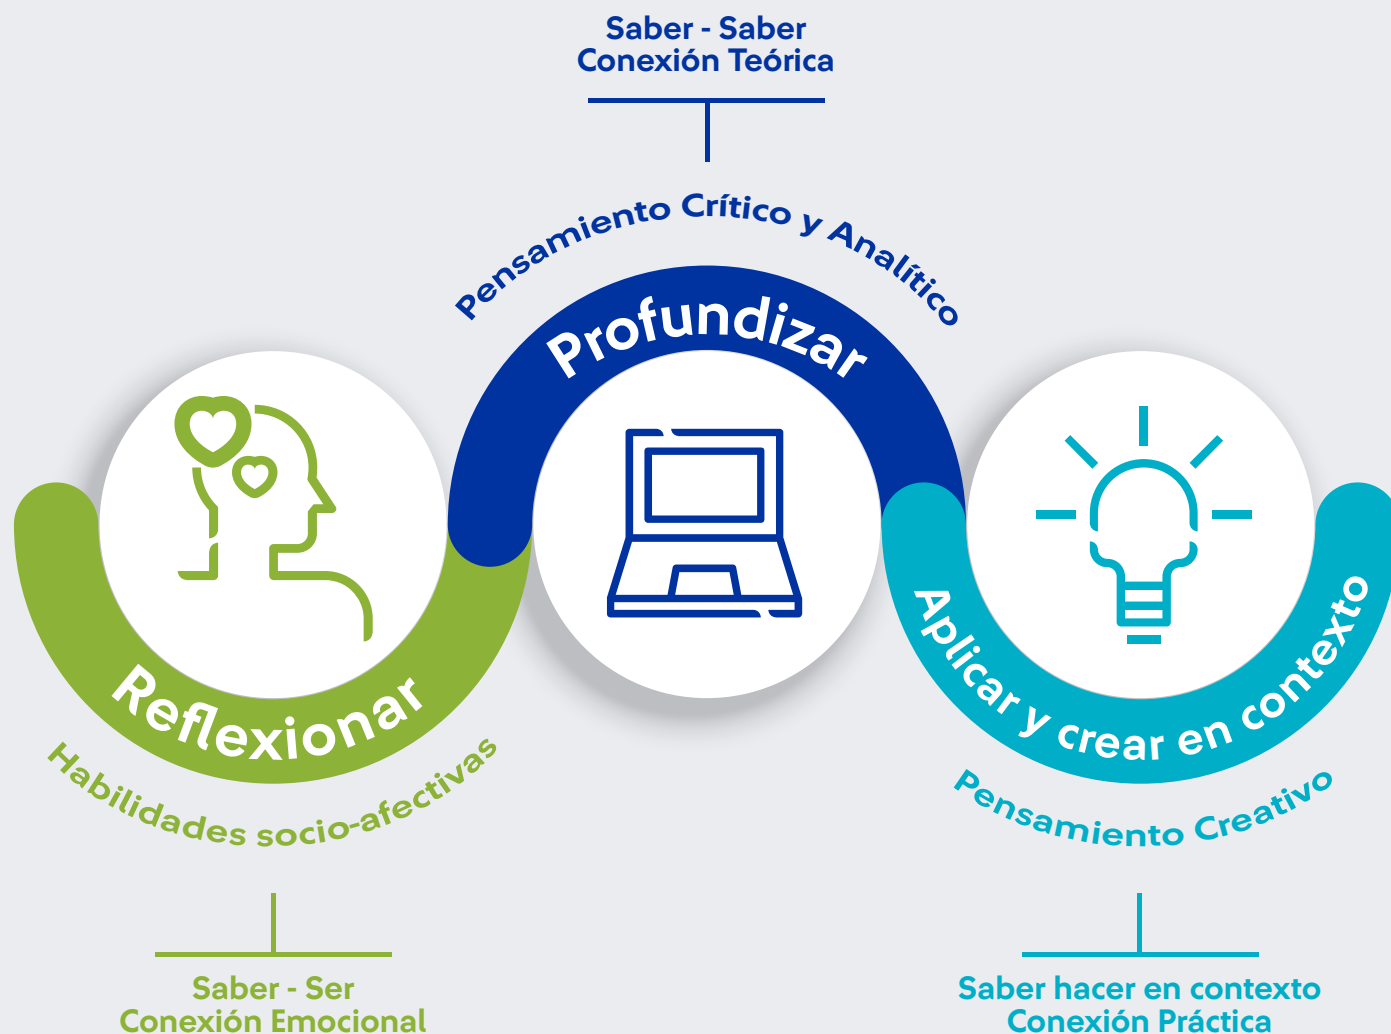 Saber - Saber
Conexión Teórica
Pensamiento Crítico y Analítico
Profundizar
Reflexionar
Habilidades socio-afectivas
Saber - Ser
Conexión Emocional
Aplicar y crear en contexto
Pensamiento Creativo
Saber hacer en contexto
Conexión Práctica